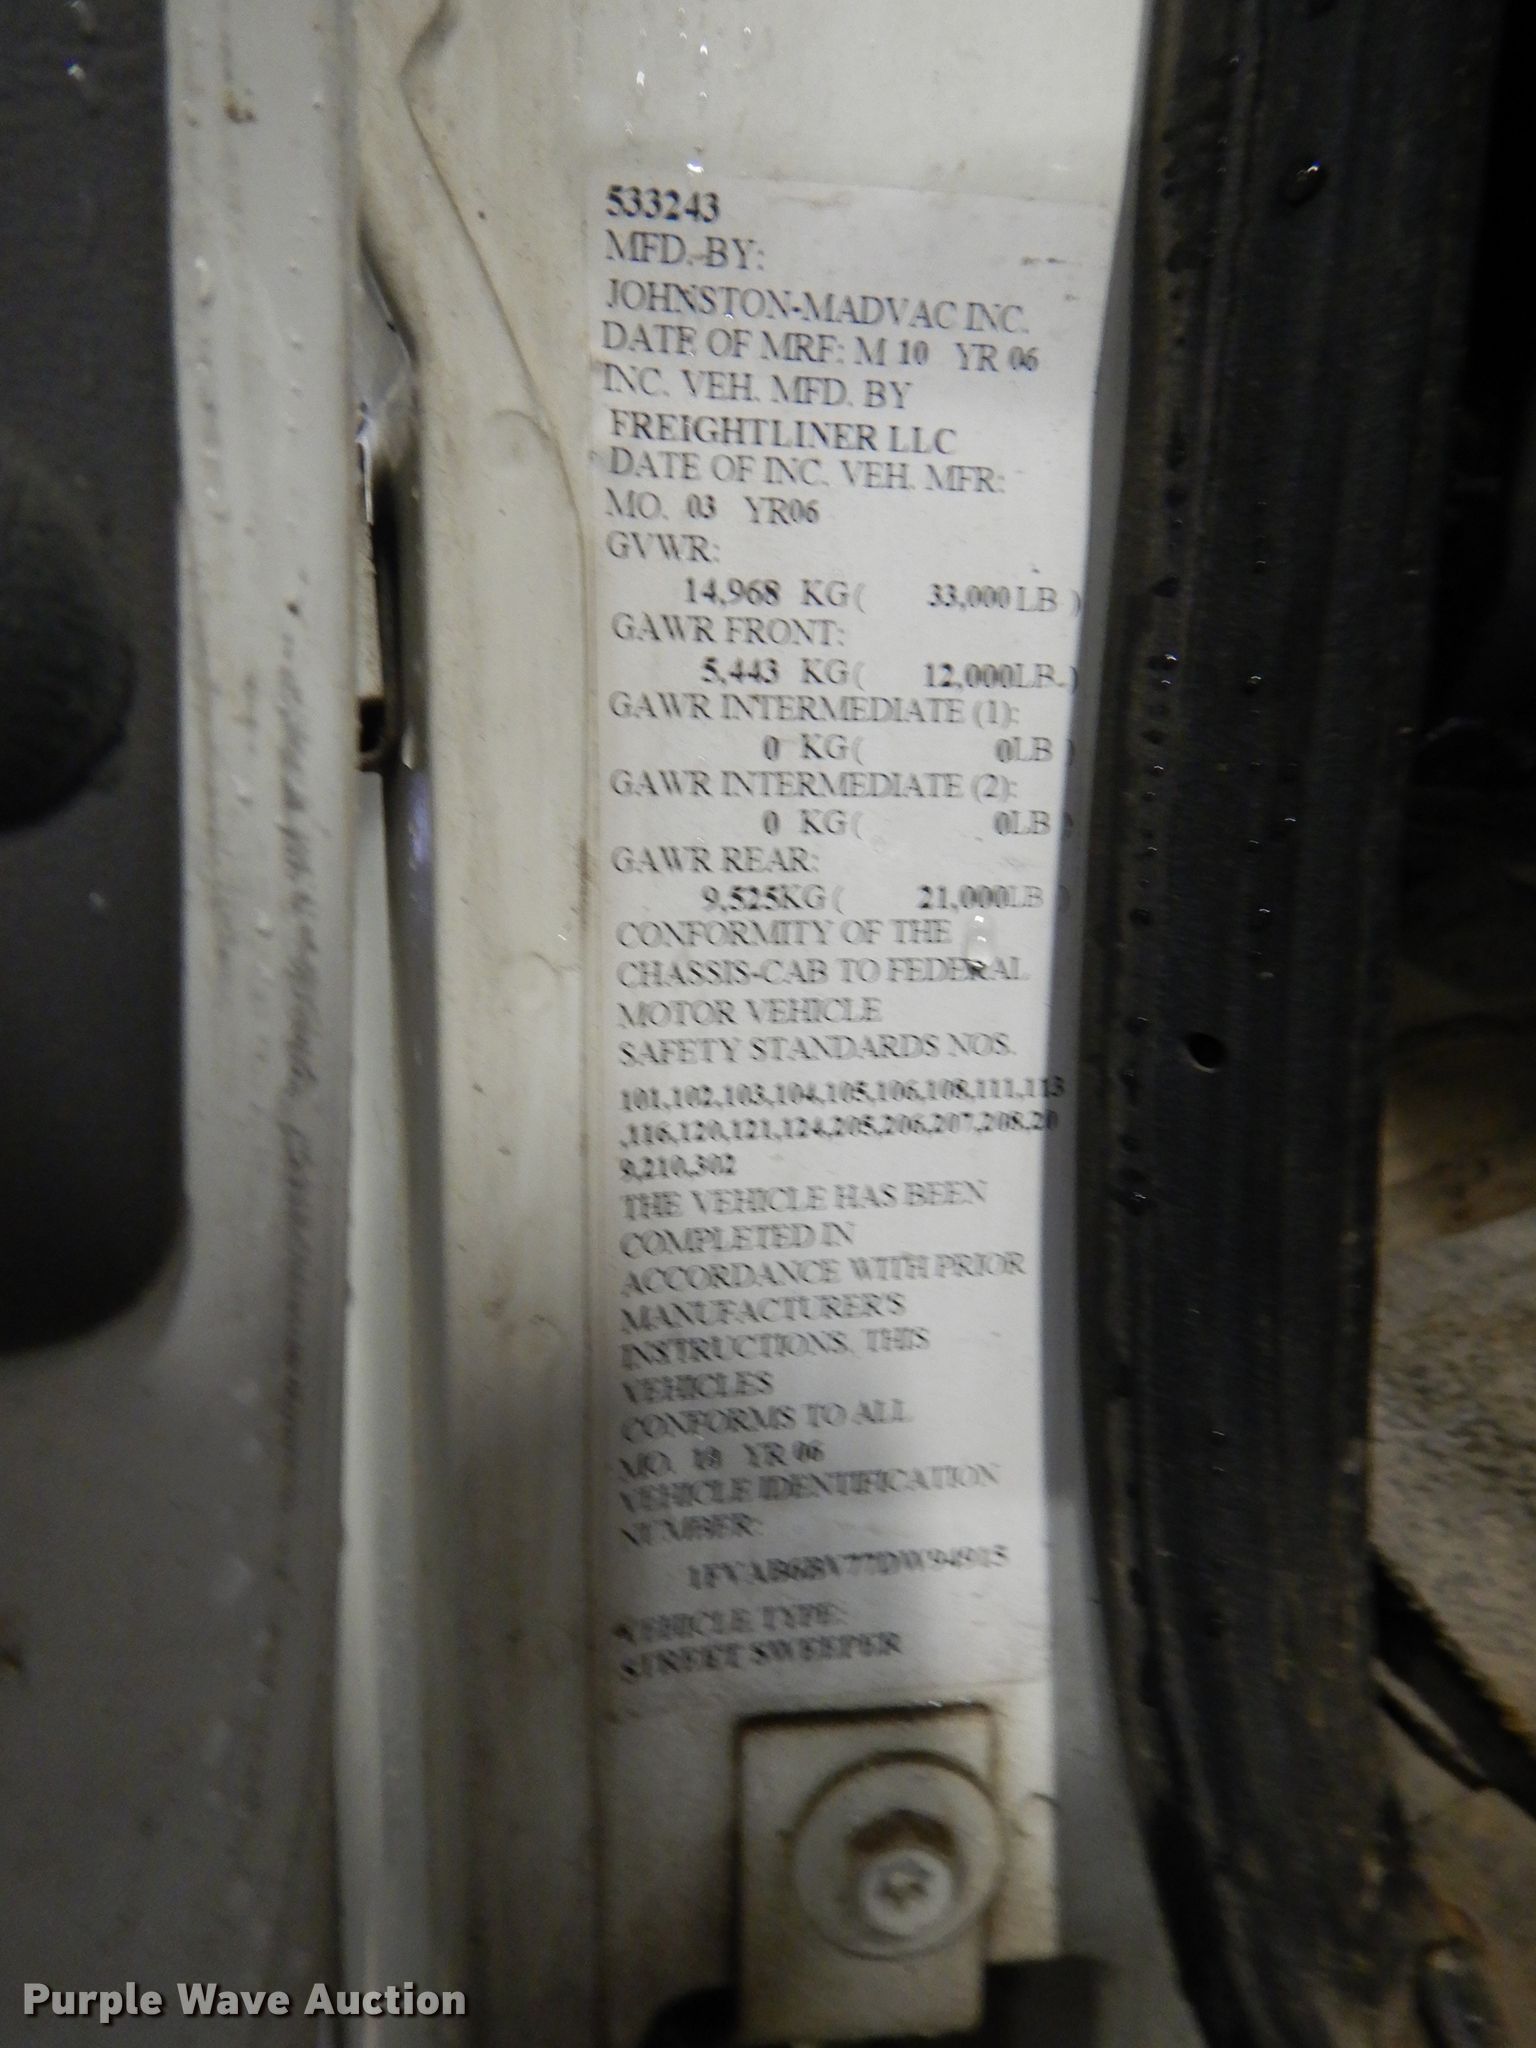 533243
MFD. BY:
JOHNSTON-MADVAC INC.
DATE OF MRF: M 10 YR 06
INC. VEH. MFD. BY
FREIGHTLINER LLC
DATE OF INC. VEH. MFR:
MO. 03 YR06
GVWR:
14,968 KG( 33,000 LB )
GAWR FRONT:
5,443 KG( 12,000LB )
GAWR INTERMEDIATE (1):
0 KG( 0LB )
GAWR INTERMEDIATE (2):
0 KG( 0LB )
GAWR REAR:
9,525KG( 21,000LB )
CONFORMITY OF THE
CHASSIS-CAB TO FEDERAL
MOTOR VEHICLE
SAFETY STANDARDS NOS.
101,102,103,104,105,106,108,111,113
,116,120,121,124,205,206,207,208,20
9,210,302
THE VEHICLE HAS BEEN
COMPLETED IN
ACCORDANCE WITH PRIOR
MANUFACTURER'S
INSTRUCTIONS. THIS
VEHICLES
CONFORMS TO ALL
MO. 10 YR 06
VEHICLE IDENTIFICATION
NUMBER:
1FVAB6BV77DW94915
VEHICLE TYPE:
STREET SWEEPER
Purple Wave Auction